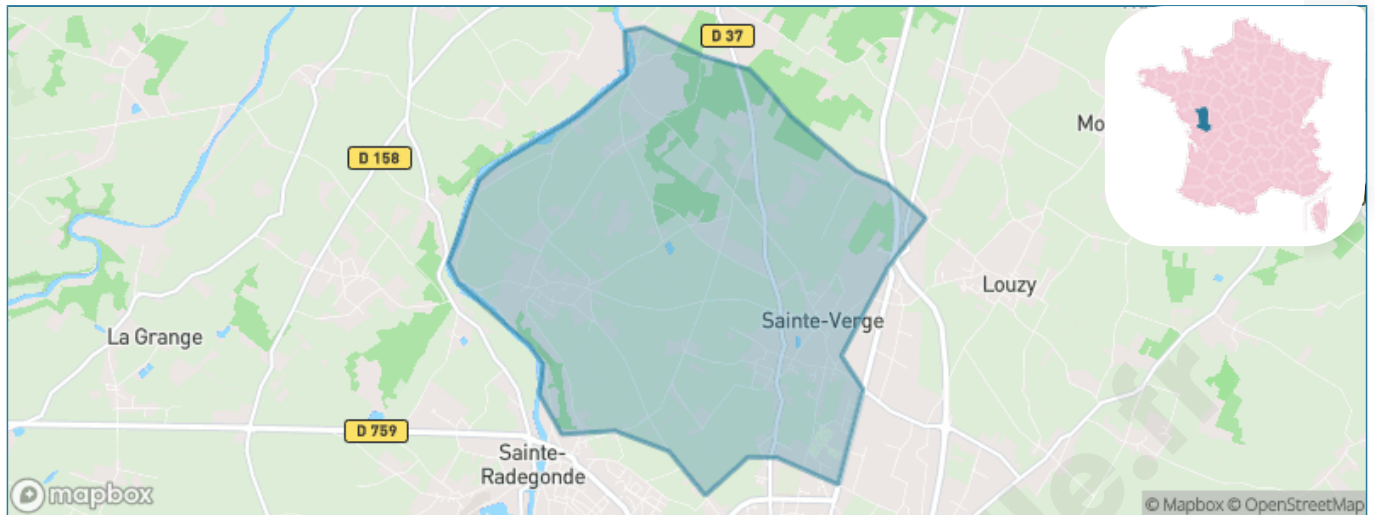 D 37
Mo
D 158
Louzy
Sainte-Verge
La Grange
D 759
Sainte-
Radegonde
mapbox
© Mapbox © OpenStreetMap